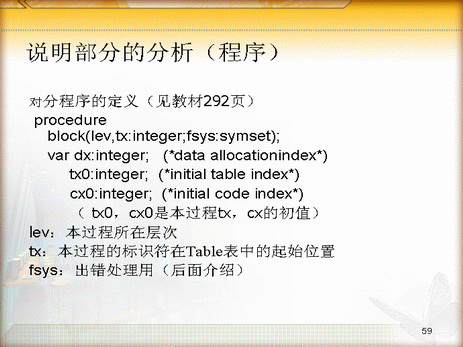 说明部分的分析（程序）
对分程序的定义（见教材292页）
procedure
block(lev,tx:integer;fsys:symset);
var dx:integer; (*data allocationindex*)
tx0:integer; (*initial table index*)
cx0:integer; (*initial code index*)
（ tx0，cx0是本过程tx，cx的初值）
lev：本过程所在层次
tx：本过程的标识符在Table表中的起始位置
fsys：出错处理用（后面介绍）
59